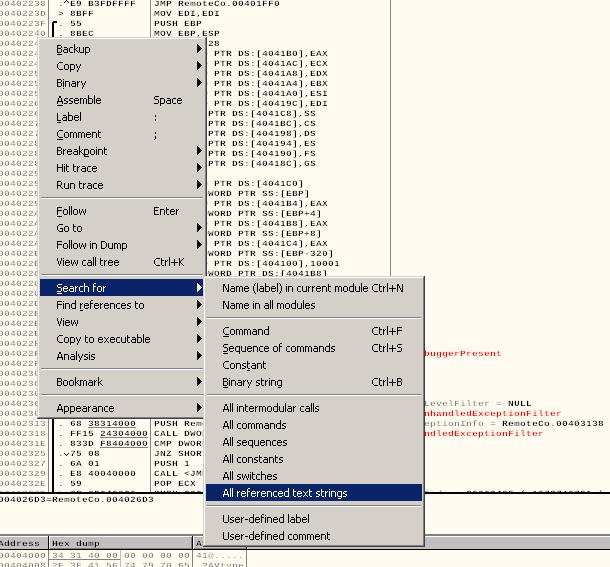 00402238 .^E9 B3FDFFFF JMP RemoteCo.00401FF0
0040223D > 8BFF MOV EDI,EDI
0040223F . 55 PUSH EBP
00402240 . 8BEC MOV EBP,ESP
Backup
Copy
Binary
Assemble Space
Label :
Comment ;
Breakpoint
Hit trace
Run trace
Follow Enter
Go to
Follow in Dump
View call tree Ctrl+K
Search for
Find references to
View
Copy to executable
Analysis
Bookmark
Appearance
28
PTR DS:[4041B0],EAX
PTR DS:[4041AC],ECX
PTR DS:[4041A8],EDX
PTR DS:[4041A4],EBX
PTR DS:[4041A0],ESI
PTR DS:[40419C],EDI
PTR DS:[4041C8],SS
PTR DS:[4041BC],CS
PTR DS:[404198],DS
PTR DS:[404194],ES
PTR DS:[404190],FS
PTR DS:[40418C],GS
PTR DS:[4041C0]
WORD PTR SS:[EBP]
PTR DS:[4041B4],EAX
WORD PTR SS:[EBP+4]
PTR DS:[4041B8],EAX
WORD PTR SS:[EBP+8]
PTR DS:[4041C4],EAX
WORD PTR SS:[EBP-320]
PTR DS:[404100],10001
WORD PTR DS:[4041B8]
Name (label) in current module Ctrl+N
Name in all modules
Command Ctrl+F
Sequence of commands Ctrl+S
Constant
Binary string Ctrl+B
All intermodular calls
All commands
All sequences
All constants
All switches
All referenced text strings
User-defined label
User-defined comment
buggerPresent
LevelFilter = NULL
nhandledExceptionFilter
eptionInfo = RemoteCo.00403138
ndledExceptionFilter
00402313 . 68 38314000 PUSH Rem
00402318 . FF15 24304000 CALL DWO
0040231E . 833D F8404000 CMP DWO
00402325 .v75 08 JNZ SHOR
00402327 . 6A 01 PUSH 1
00402329 . E8 40040000 CALL <JM
0040232E . 59 POP ECX
004026D3=RemoteCo.004026D3
Address Hex dump A
00404000 34 31 40 00 00 00 00 00 41@.....